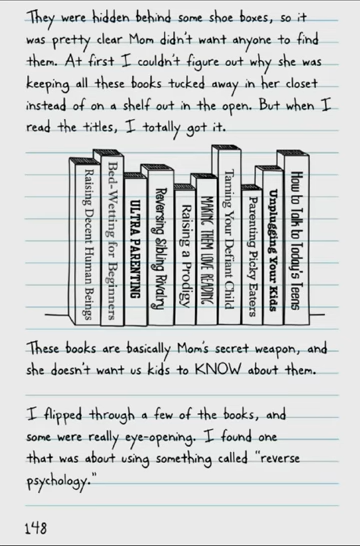 They were hidden behind some shoe boxes, so it
was pretty clear Mom didn't want anyone to find
them. At first I couldn't figure out why she was
keeping all these books tucked away in her closet
instead of on a shelf out in the open. But when I
read the titles, I totally got it.
Raising Decent Human Beings
Bed-Wetting for Beginners
ULTRA PARENTING
Reversing Sibling Rivalry
Raising a Prodigy
MAKING THEM LOVE READING
Taming Your Defiant Child
Parenting Picky Eaters
Unplugging Your Kids
How to Talk to Today's Teens
These books are basically Mom's secret weapon, and
she doesn't want us kids to KNOW about them.
I flipped through a few of the books, and
some were really eye-opening. I found one
that was about using something called "reverse
psychology."
148